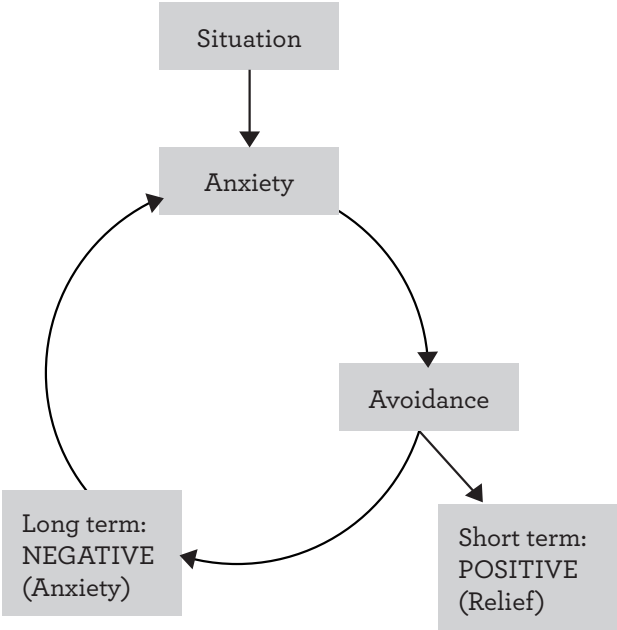 Situation
Anxiety
Avoidance
Long term:
NEGATIVE
(Anxiety)
Short term:
POSITIVE
(Relief)